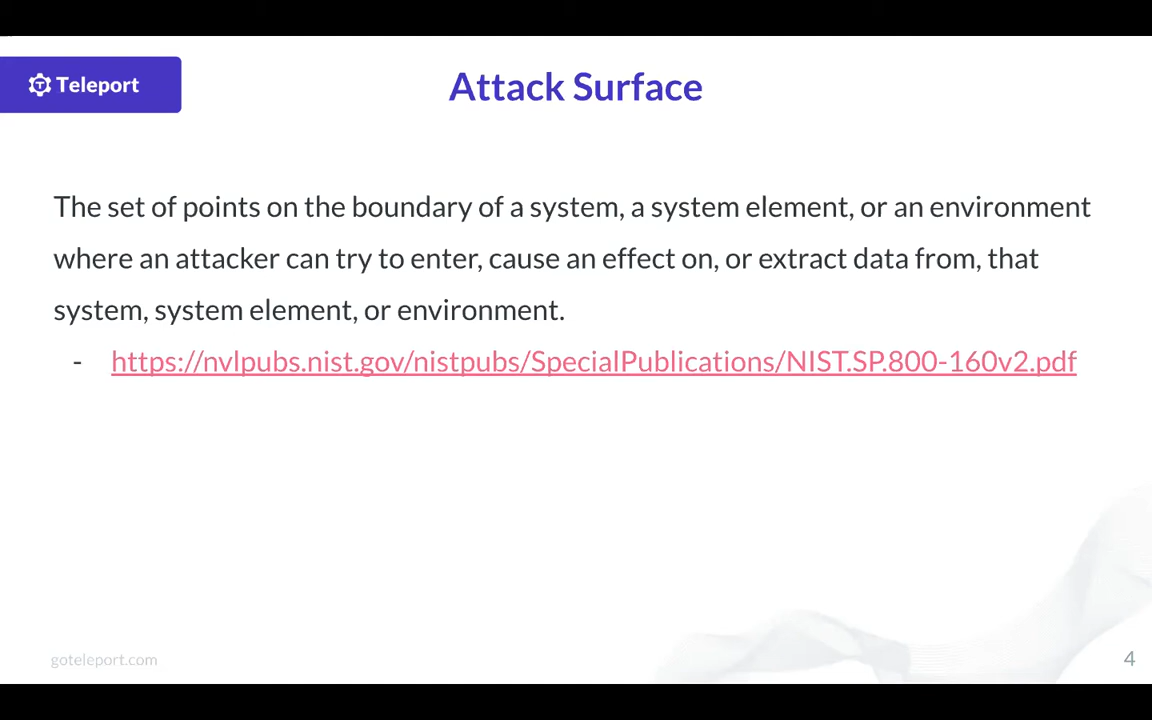 Teleport
Attack Surface
The set of points on the boundary of a system, a system element, or an environment
where an attacker can try to enter, cause an effect on, or extract data from, that
system, system element, or environment.
- https://nvlpubs.nist.gov/nistpubs/SpecialPublications/NIST.SP.800-160v2.pdf
goteleport.com
4